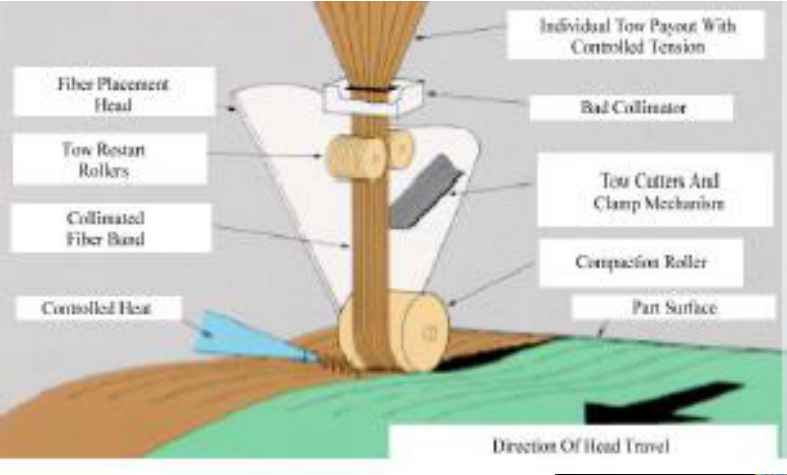 Individual Tow Payout With
Controlled Tension
Fiber Placement
Head
Bad Collimator
Tow Restart
Rollers
Tow Cutters And
Clamp Mechanism
Collimated
Fiber Band
Compaction Roller
Controlled Heat
Part Surface
Direction Of Head Travel